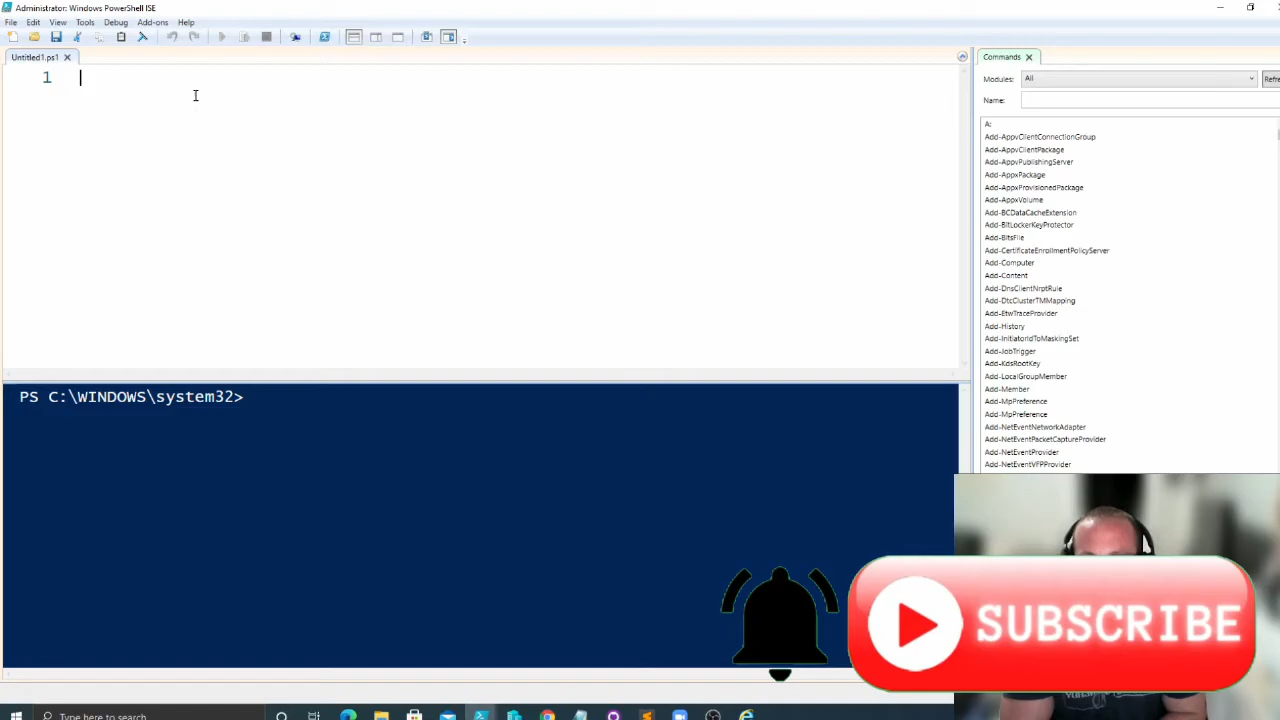 Administrator: Windows PowerShell ISE
File Edit View Tools Debug Add-ons Help
Untitled1.ps1
1
PS C:\WINDOWS\system32>
Commands
Modules: All
Refre
Name:
A:
Add-AppvClientConnectionGroup
Add-AppvClientPackage
Add-AppvPublishingServer
Add-AppxPackage
Add-AppxProvisionedPackage
Add-AppxVolume
Add-BCDataCacheExtension
Add-BitLockerKeyProtector
Add-BitsFile
Add-CertificateEnrollmentPolicyServer
Add-Computer
Add-Content
Add-DnsClientNrptRule
Add-DtcClusterTMMapping
Add-EtwTraceProvider
Add-History
Add-InitiatorIdToMaskingSet
Add-JobTrigger
Add-KdsRootKey
Add-LocalGroupMember
Add-Member
Add-MpPreference
Add-MpPreference
Add-NetEventNetworkAdapter
Add-NetEventPacketCaptureProvider
Add-NetEventProvider
Add-NetEventVFPProvider
SUBSCRIBE
Type here to search